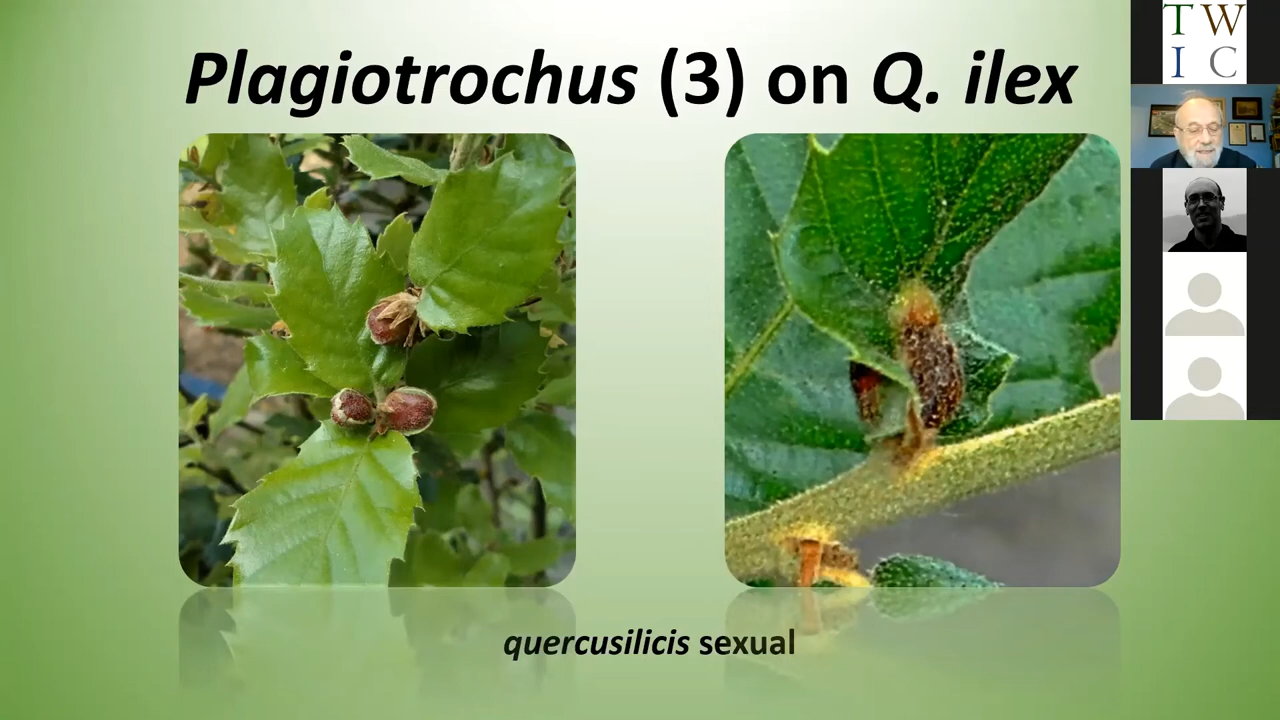 Plagiotrochus (3) on Q. ilex
T W
I C
quercusilicis sexual